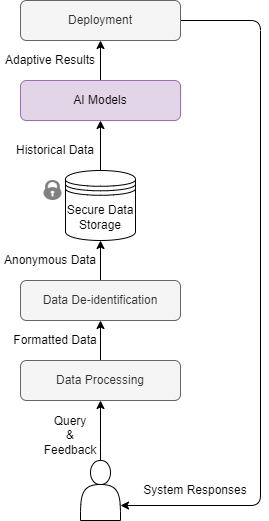 Deployment
Adaptive Results
AI Models
Historical Data
Secure Data
Storage
Anonymous Data
Data De-identification
Formatted Data
Data Processing
Query
&
Feedback
System Responses